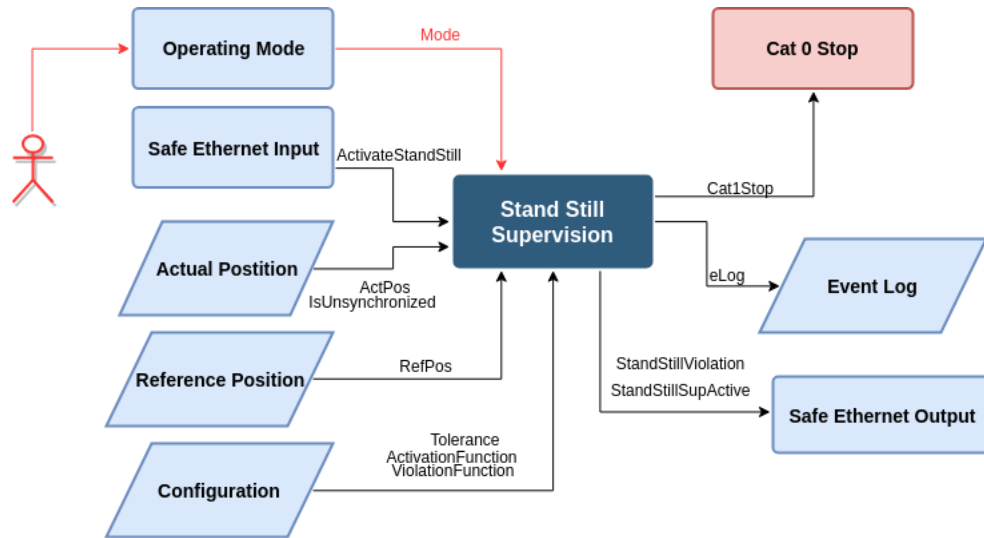 Operating Mode
Mode
Cat 0 Stop
Safe Ethernet Input
ActivateStandStill
Stand Still
Supervision
Cat1Stop
Actual Postition
ActPos
IsUnsynchronized
eLog
Event Log
Reference Position
RefPos
StandStillViolation
StandStillSupActive
Safe Ethernet Output
Configuration
Tolerance
ActivationFunction
ViolationFunction